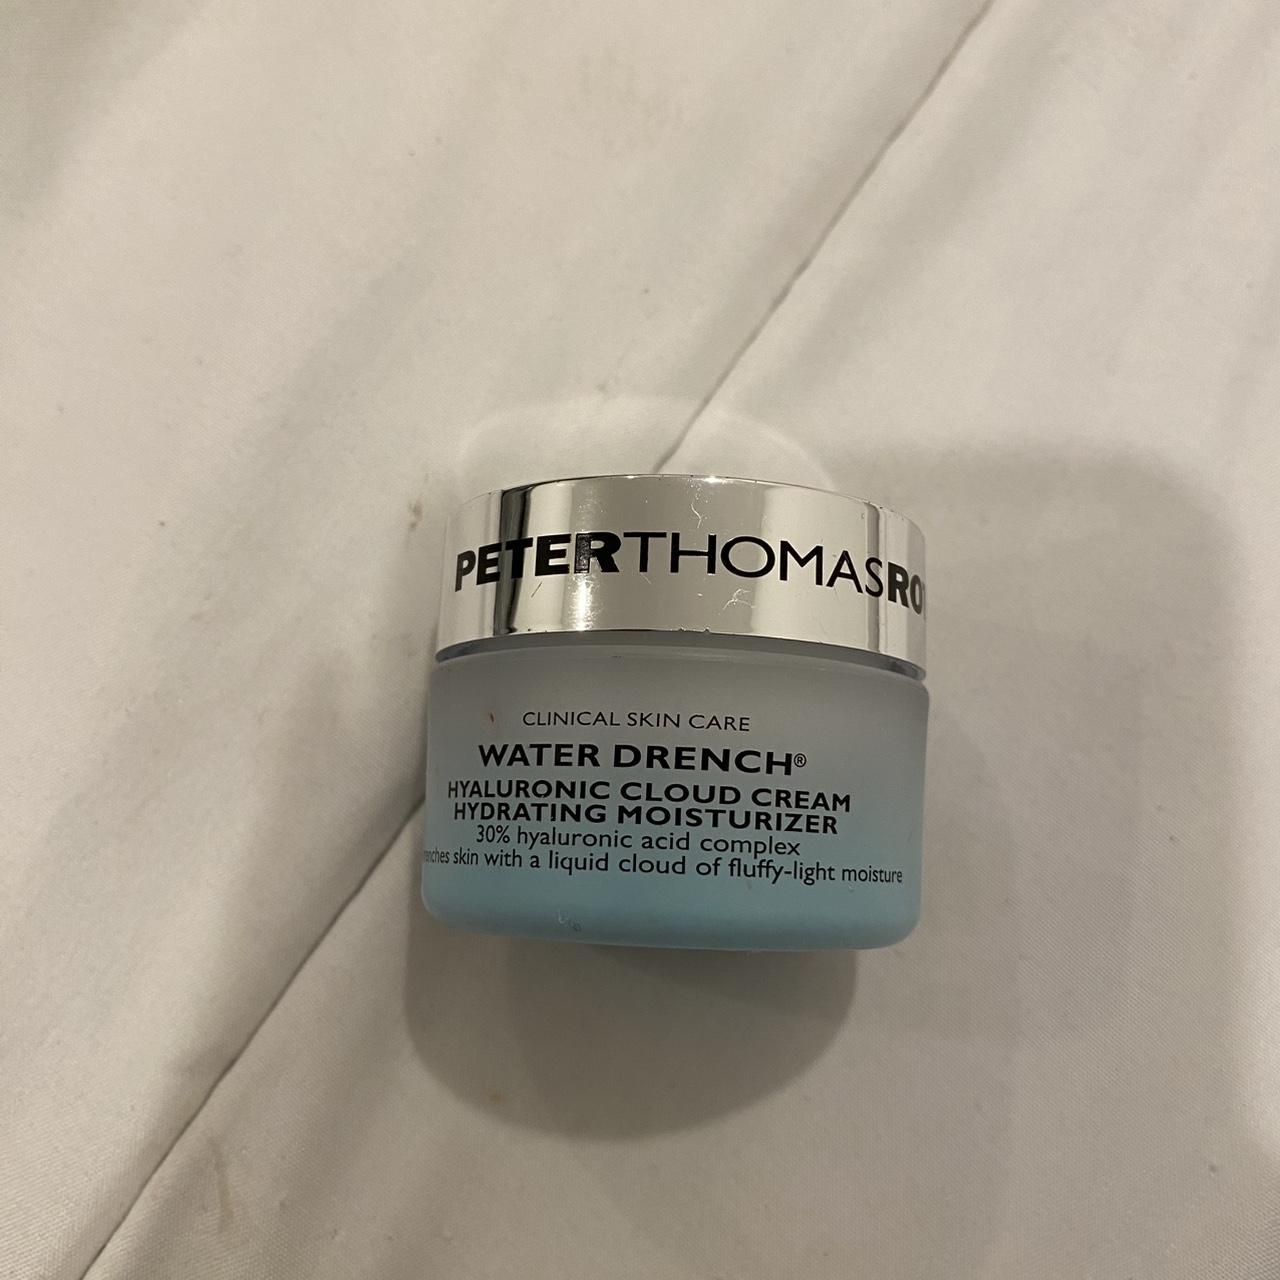 PETERTHOMASRO
CLINICAL SKIN CARE
WATER DRENCH®
HYALURONIC CLOUD CREAM
HYDRATING MOISTURIZER
30% hyaluronic acid complex
skin with a liquid cloud of fluffy-light moisture